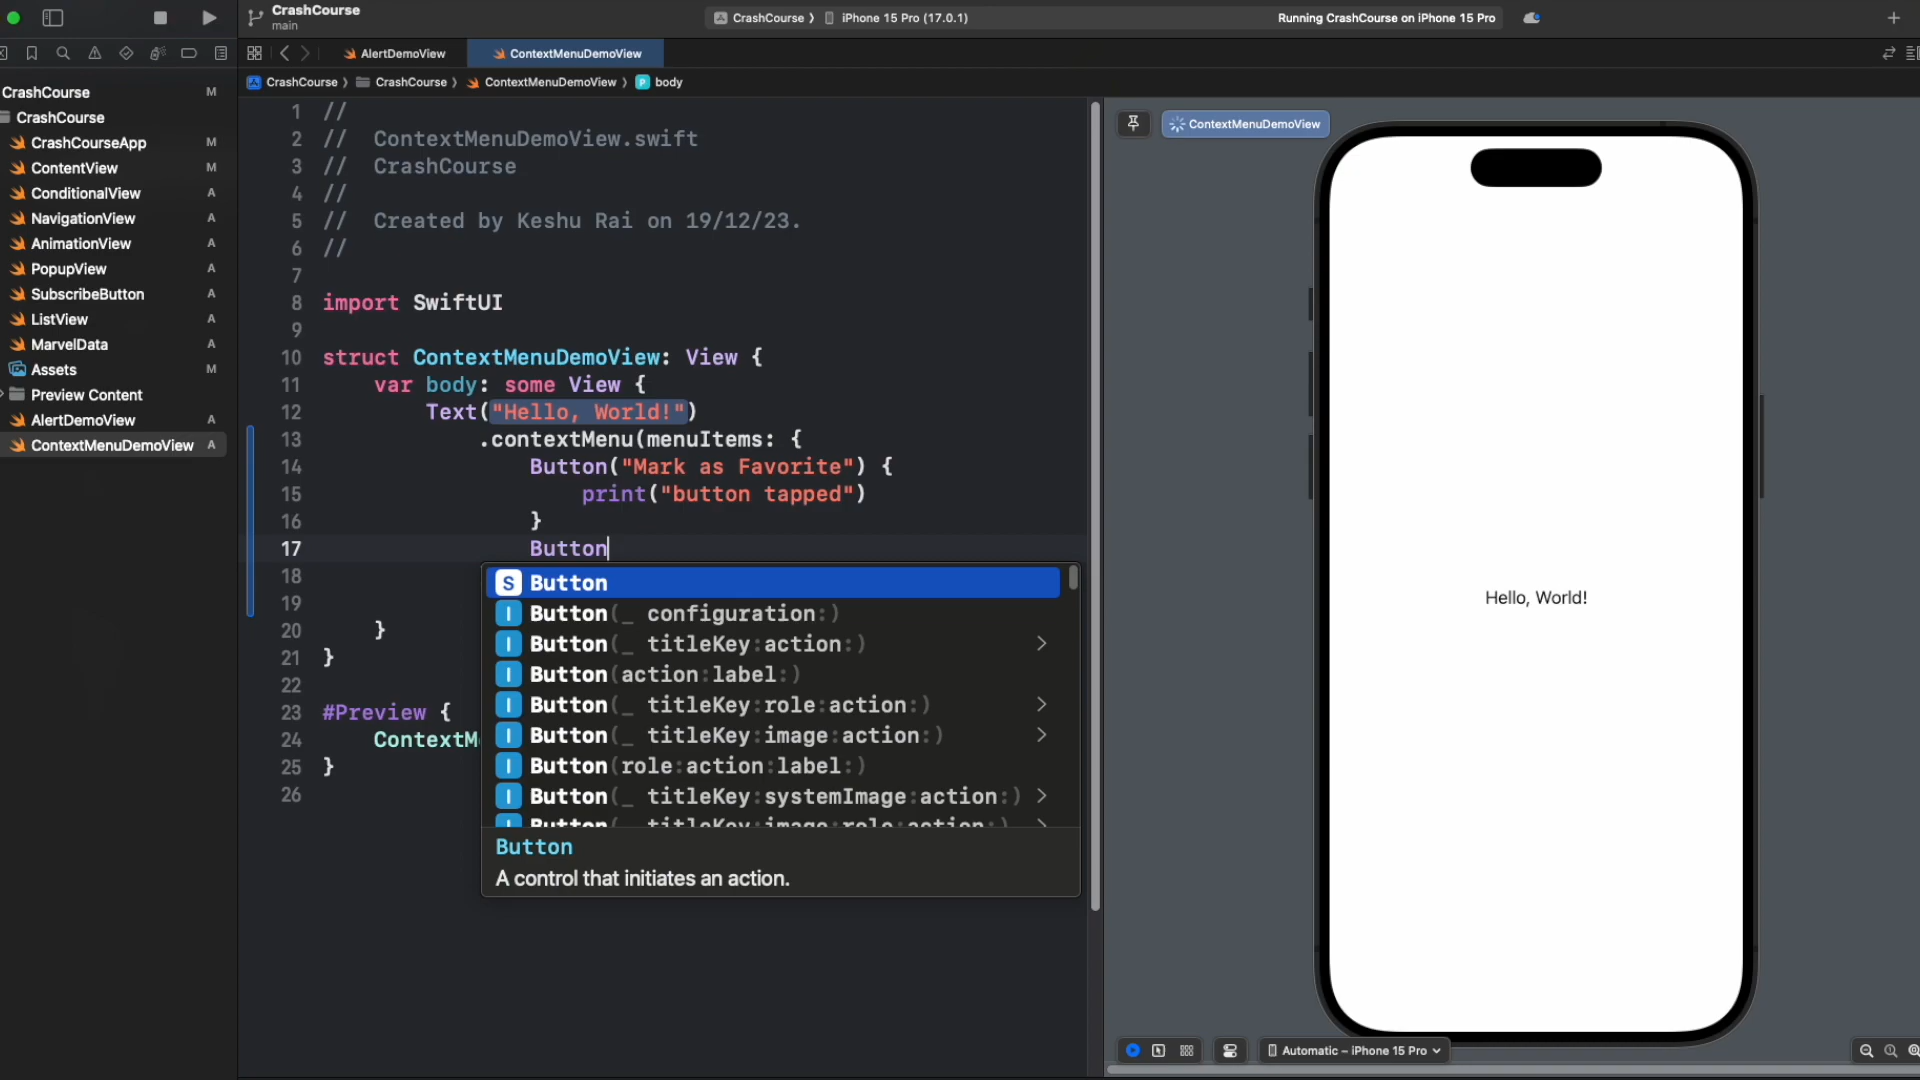 CrashCourse
main
CrashCourse ⟩ iPhone 15 Pro (17.0.1)
Running CrashCourse on iPhone 15 Pro
AlertDemoView
ContextMenuDemoView
CrashCourse ⟩ CrashCourse ⟩ ContextMenuDemoView ⟩ P body
CrashCourse M
CrashCourse
CrashCourseApp M
ContentView M
ConditionalView A
NavigationView A
AnimationView A
PopupView A
SubscribeButton A
ListView A
MarvelData A
Assets M
Preview Content
AlertDemoView A
ContextMenuDemoView A
1 //
2 // ContextMenuDemoView.swift
3 // CrashCourse
4 //
5 // Created by Keshu Rai on 19/12/23.
6 //
7
8 import SwiftUI
9
10 struct ContextMenuDemoView: View {
11 var body: some View {
12 Text("Hello, World!")
13 .contextMenu(menuItems: {
14 Button("Mark as Favorite") {
15 print("button tapped")
16 }
17 Button
18
19
20 }
21 }
22
23 #Preview {
24 ContextM
25 }
26
S Button
I Button(_ configuration:)
I Button(_ titleKey:action:)
I Button(action:label:)
I Button(_ titleKey:role:action:)
I Button(_ titleKey:image:action:)
I Button(role:action:label:)
I Button(_ titleKey:systemImage:action:)
I Button(_ titleKey:image:role:action:)
Button
A control that initiates an action.
ContextMenuDemoView
Hello, World!
Automatic – iPhone 15 Pro